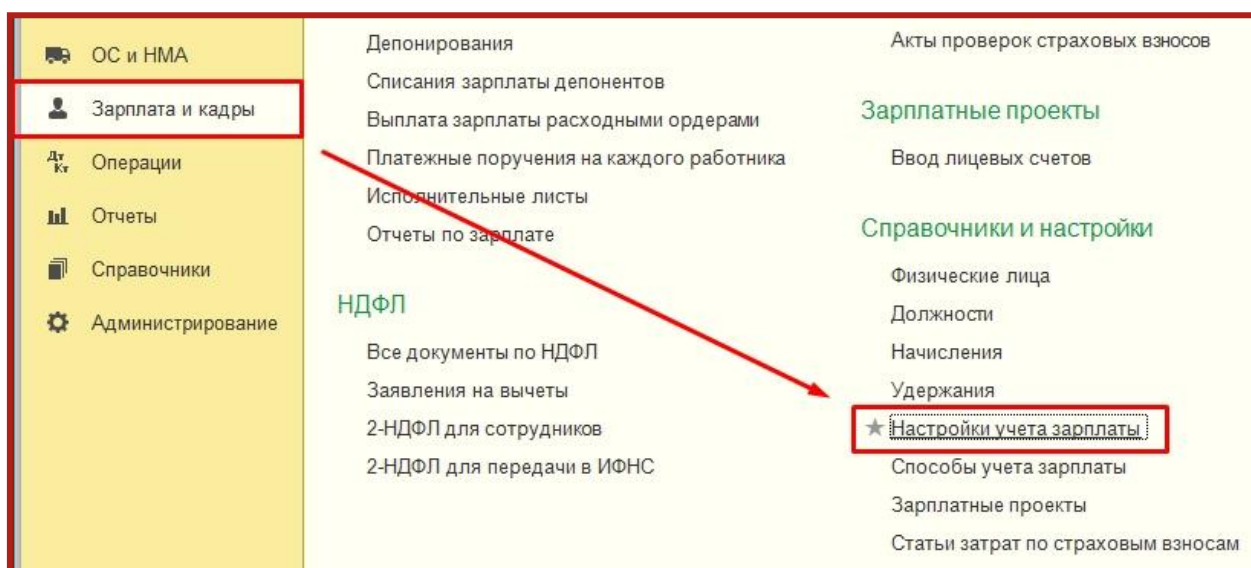 ОС и НМА
Зарплата и кадры
Дт Кт Операции
Отчеты
Справочники
Администрирование
Депонирования
Списания зарплаты депонентов
Выплата зарплаты расходными ордерами
Платежные поручения на каждого работника
Исполнительные листы
Отчеты по зарплате
НДФЛ
Все документы по НДФЛ
Заявления на вычеты
2-НДФЛ для сотрудников
2-НДФЛ для передачи в ИФНС
Акты проверок страховых взносов
Зарплатные проекты
Ввод лицевых счетов
Справочники и настройки
Физические лица
Должности
Начисления
Удержания
Настройки учета зарплаты
Способы учета зарплаты
Зарплатные проекты
Статьи затрат по страховым взносам